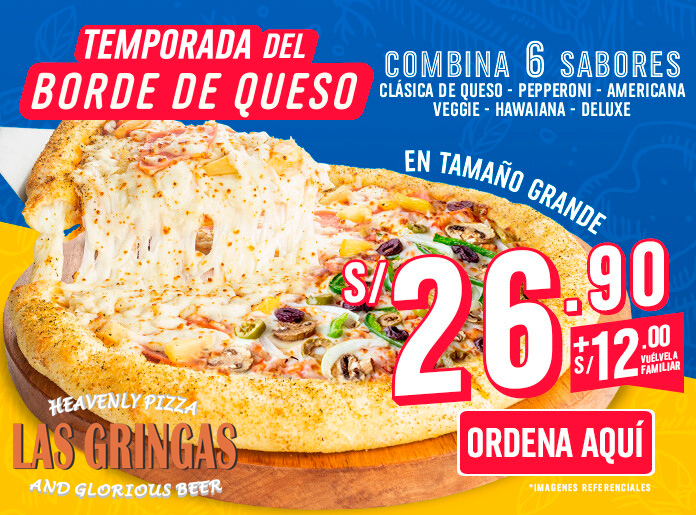 TEMPORADA DEL
BORDE DE QUESO
COMBINA 6 SABORES
CLÁSICA DE QUESO - PEPPERONI - AMERICANA
VEGGIE - HAWAIANA - DELUXE
EN TAMAÑO GRANDE
S/26.90
+
S/12.00
VUÉLVELA
FAMILIAR
HEAVENLY PIZZA
LAS GRINGAS
AND GLORIOUS BEER
ORDENA AQUÍ
*IMAGENES REFERENCIALES